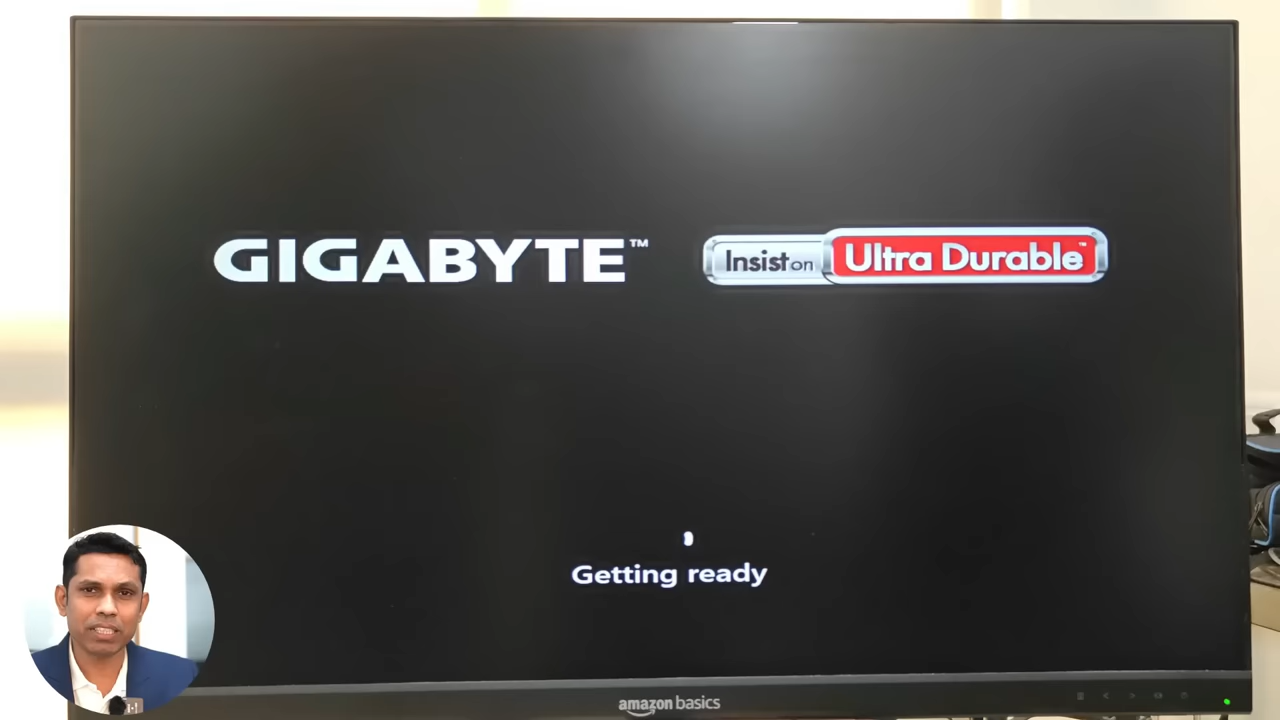 GIGABYTE™
Insist on Ultra Durable™
Getting ready
amazon basics